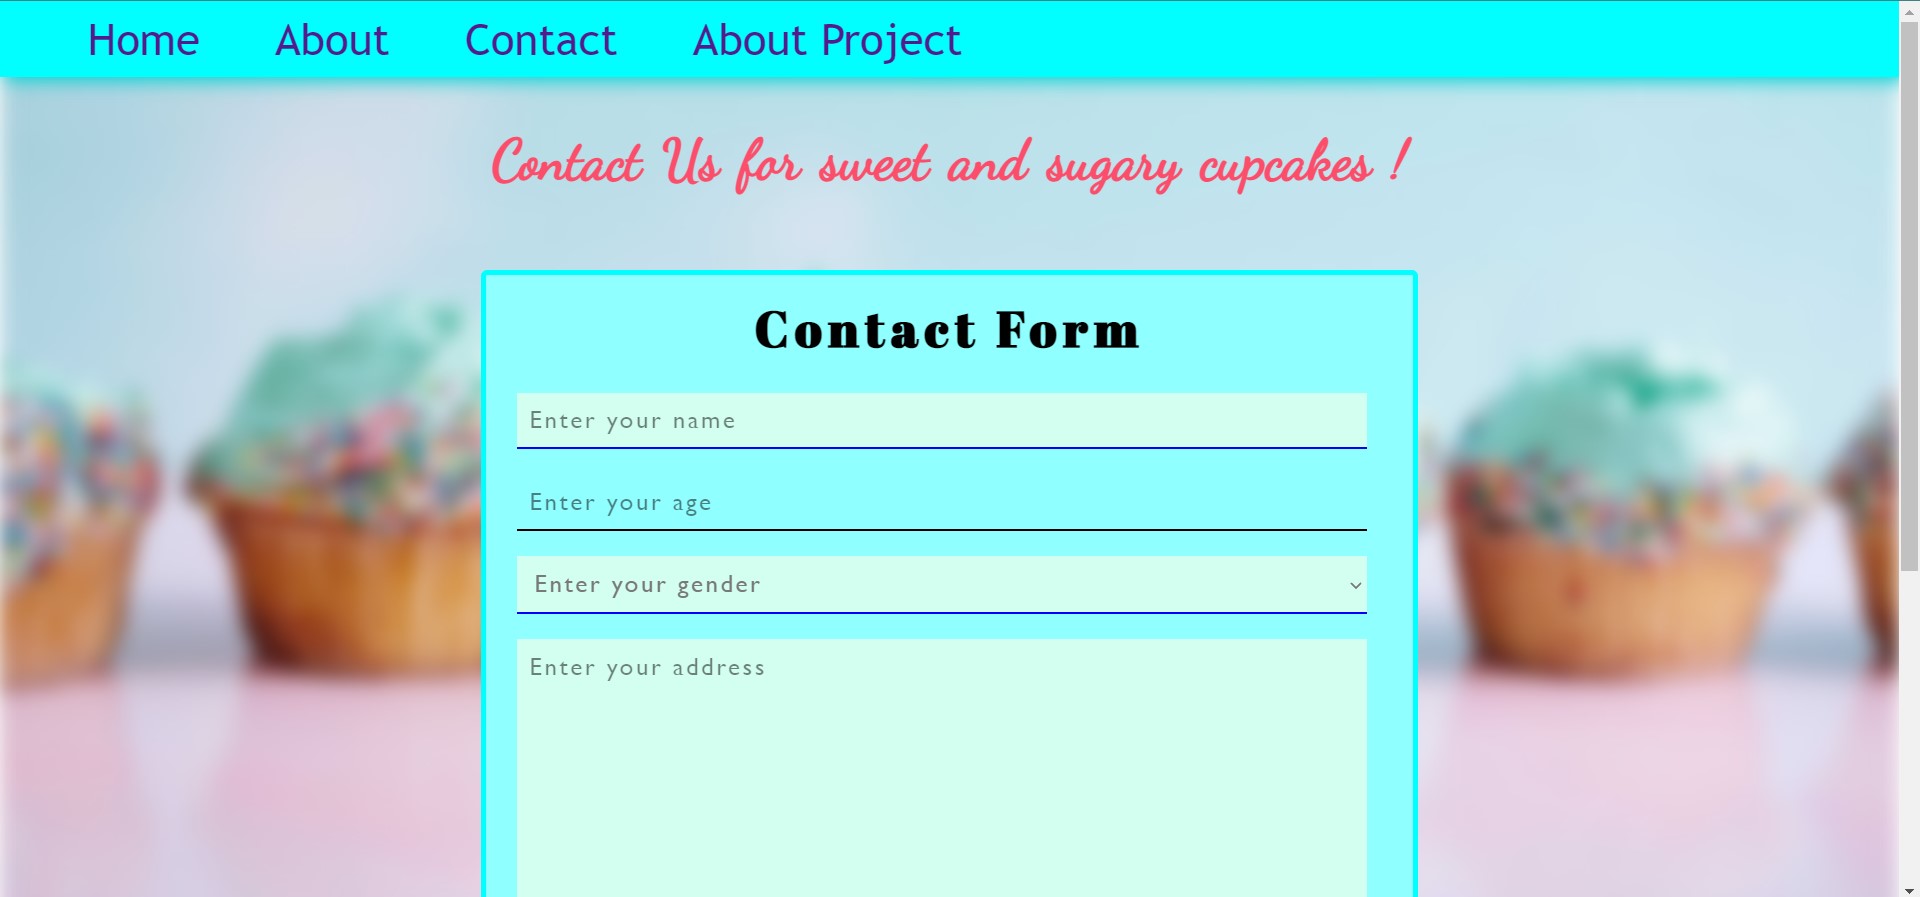 Home About Contact About Project
Contact Us for sweet and sugary cupcakes !
Contact Form
Enter your name
Enter your age
Enter your gender
Enter your address